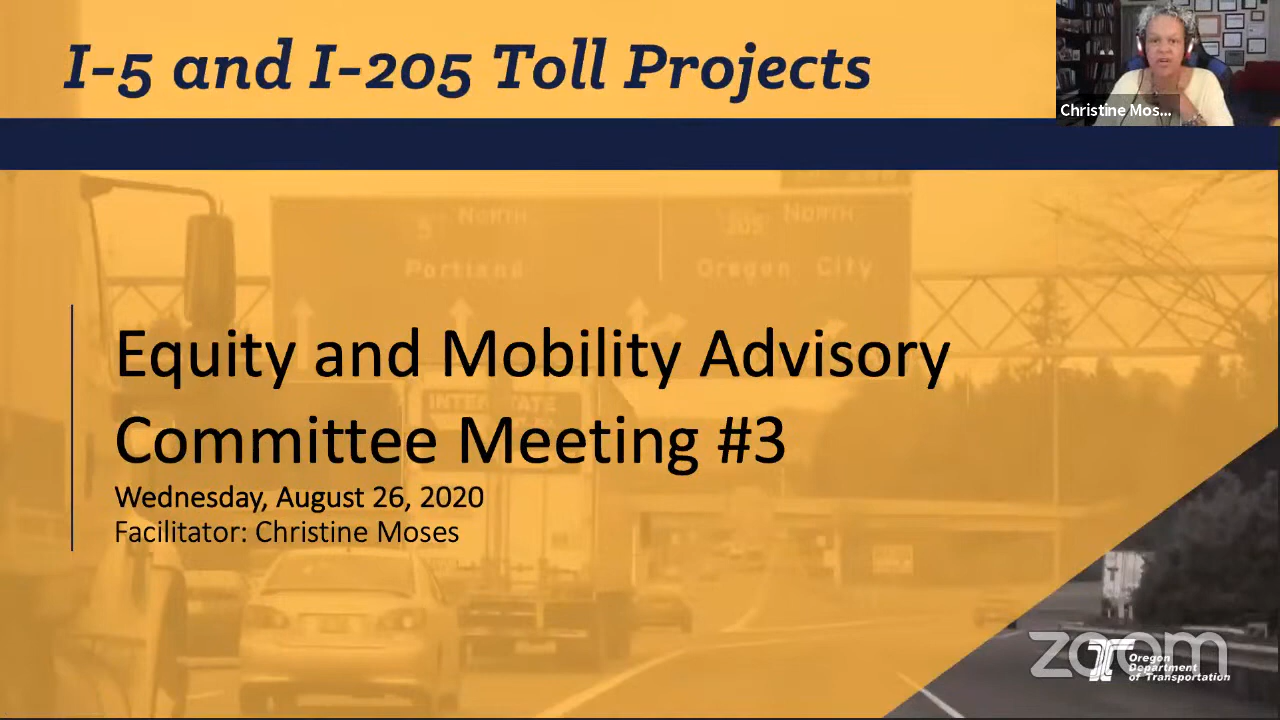 I-5 and I-205 Toll Projects
Christine Mos...
NORTH
NORTH
5
205
Portland
Oregon City
Equity and Mobility Advisory
Committee Meeting #3
INTERSTATE
Wednesday, August 26, 2020
Facilitator: Christine Moses
zoom
Oregon
Department
of Transportation